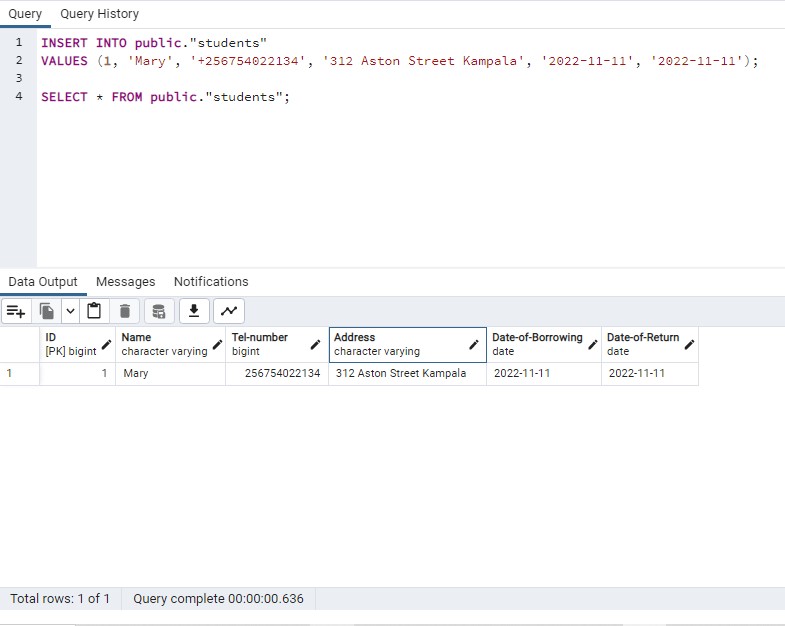 Query Query History
1 INSERT INTO public."students"
2 VALUES (1, 'Mary', '+256754022134', '312 Aston Street Kampala', '2022-11-11', '2022-11-11');
3
4 SELECT * FROM public."students";
Data Output Messages Notifications
ID Name Tel-number Address Date-of-Borrowing Date-of-Return
[PK] bigint character varying bigint character varying date date
1 1 Mary 256754022134 312 Aston Street Kampala 2022-11-11 2022-11-11
Total rows: 1 of 1 Query complete 00:00:00.636